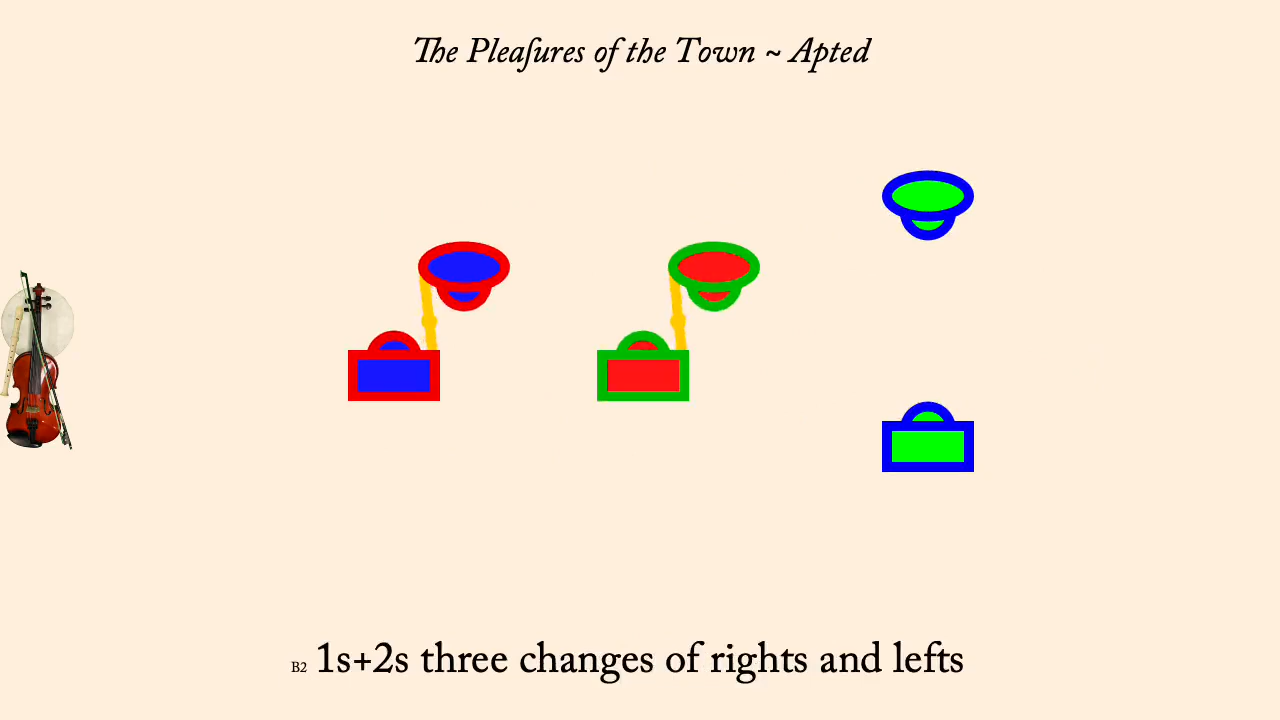 The Pleaſures of the Town ~ Apted
B2 1s+2s three changes of rights and lefts